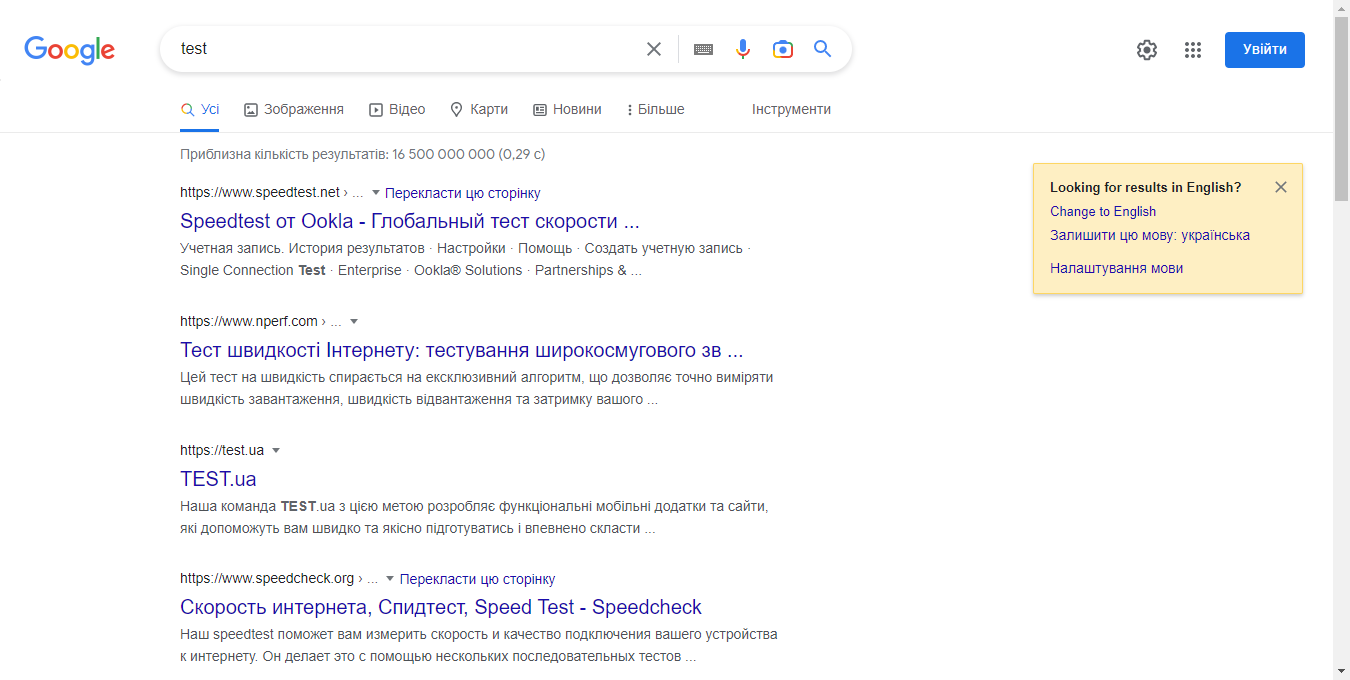 Google
test
Увійти
Усі
Зображення
Відео
Карти
Новини
Більше
Інструменти
Приблизна кількість результатів: 16 500 000 000 (0,29 с)
https://www.speedtest.net › ... Перекласти цю сторінку
Speedtest от Ookla - Глобальный тест скорости ...
Учетная запись. История результатов · Настройки · Помощь · Создать учетную запись ·
Single Connection Test · Enterprise · Ookla® Solutions · Partnerships & ...
https://www.nperf.com › ...
Тест швидкості Інтернету: тестування широкосмугового зв ...
Цей тест на швидкість спирається на ексклюзивний алгоритм, що дозволяє точно виміряти
швидкість завантаження, швидкість відвантаження та затримку вашого ...
https://test.ua
TEST.ua
Наша команда TEST.ua з цією метою розробляє функціональні мобільні додатки та сайти,
які допоможуть вам швидко та якісно підготуватись і впевнено скласти ...
https://www.speedcheck.org › ... Перекласти цю сторінку
Скорость интернета, Спидтест, Speed Test - Speedcheck
Наш speedtest поможет вам измерить скорость и качество подключения вашего устройства
к интернету. Он делает это с помощью нескольких последовательных тестов ...
Looking for results in English?
Change to English
Залишити цю мову: українська
Налаштування мови